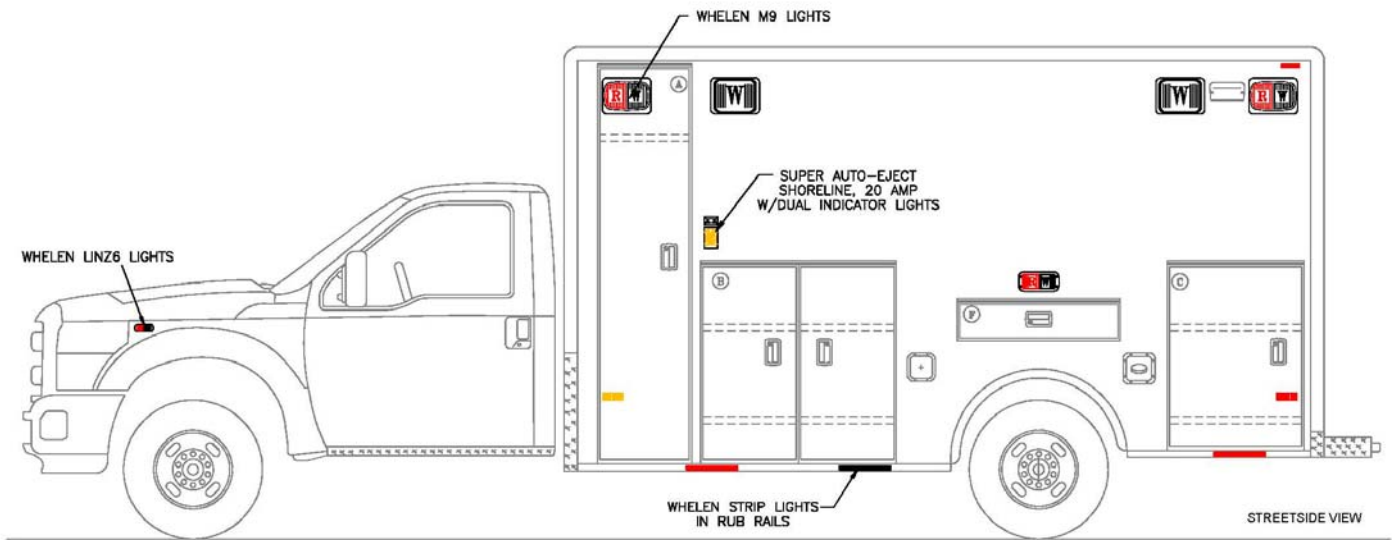 WHELEN M9 LIGHTS
R W
A
W
W
R W
SUPER AUTO-EJECT
SHORELINE, 20 AMP
W/DUAL INDICATOR LIGHTS
WHELEN LINZ6 LIGHTS
B
R W
C
F
WHELEN STRIP LIGHTS
IN RUB RAILS
STREETSIDE VIEW